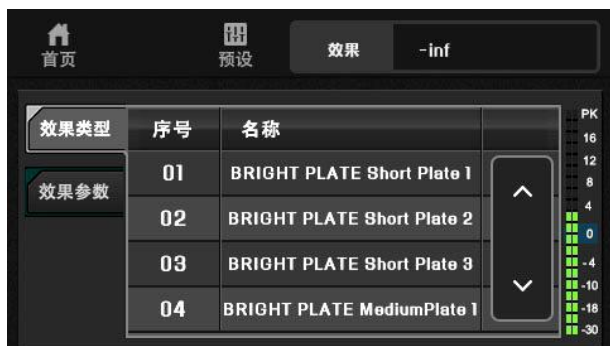 首页
预设
效果
-inf
效果类型
效果参数
序号 名称
01 BRIGHT PLATE Short Plate 1
02 BRIGHT PLATE Short Plate 2
03 BRIGHT PLATE Short Plate 3
04 BRIGHT PLATE MediumPlate 1
PK
16
12
8
4
0
-4
-10
-18
-30